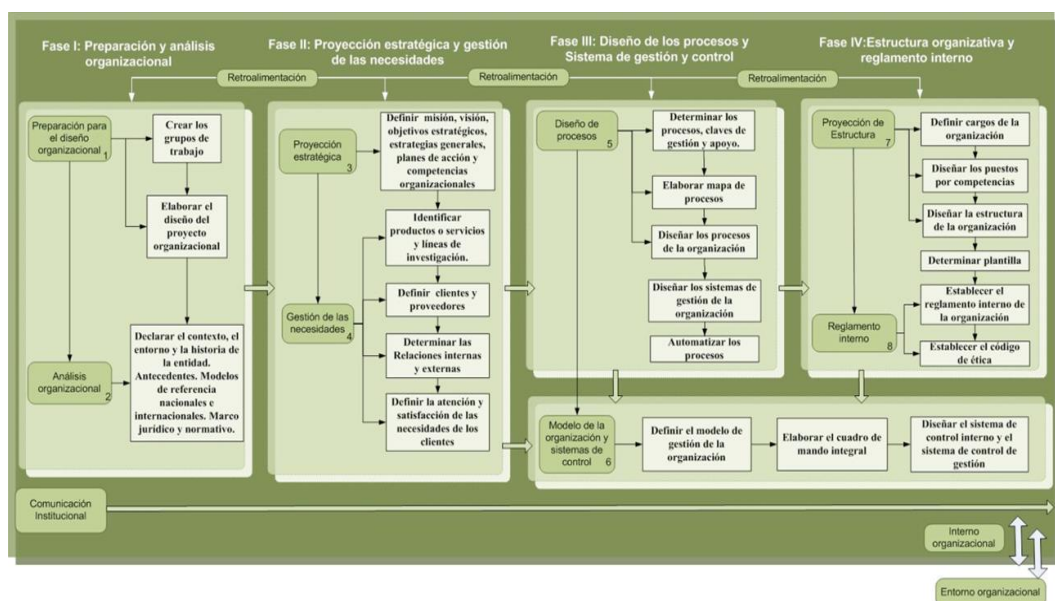 Fase I: Preparación y análisis
organizacional
Fase II: Proyección estratégica y gestión
de las necesidades
Fase III: Diseño de los procesos y
Sistema de gestión y control
Fase IV:Estructura organizativa y
reglamento interno
Retroalimentación
Retroalimentación
Retroalimentación
Preparación para
el diseño
organizacional
1
Crear los
grupos de
trabajo
Elaborar el
diseño del
proyecto
organizacional
Análisis
organizacional
2
Declarar el contexto, el
entorno y la historia de
la entidad.
Antecedentes. Modelos
de referencia
nacionales e
internacionales. Marco
jurídico y normativo.
Proyección
estratégica
3
Definir misión, visión,
objetivos estratégicos,
estrategias generales,
planes de acción y
competencias
organizacionales
Identificar
productos o servicios
y líneas de
investigación.
Gestión de las
necesidades
4
Definir clientes y
proveedores
Determinar las
Relaciones internas
y externas
Definir la atención y
satisfacción de las
necesidades de los
clientes
Diseño de
procesos
5
Determinar los
procesos, claves de
gestión y apoyo.
Elaborar mapa de
procesos
Diseñar los procesos
de la organización
Diseñar los sistemas de
gestión de la
organización
Automatizar los
procesos
Proyección de
Estructura
7
Definir cargos de la
organización
Diseñar los puestos
por competencias
Diseñar la estructura
de la organización
Determinar plantilla
Reglamento
interno
8
Establecer el
reglamento interno de
la organización
Establecer el código
de ética
Modelo de la
organización y
sistemas de
control
6
Definir el modelo de
gestión de la
organización
Elaborar el cuadro de
mando integral
Diseñar el sistema de
control interno y el
sistema de control de
gestión
Comunicación
Institucional
Interno
organizacional
Entorno organizacional